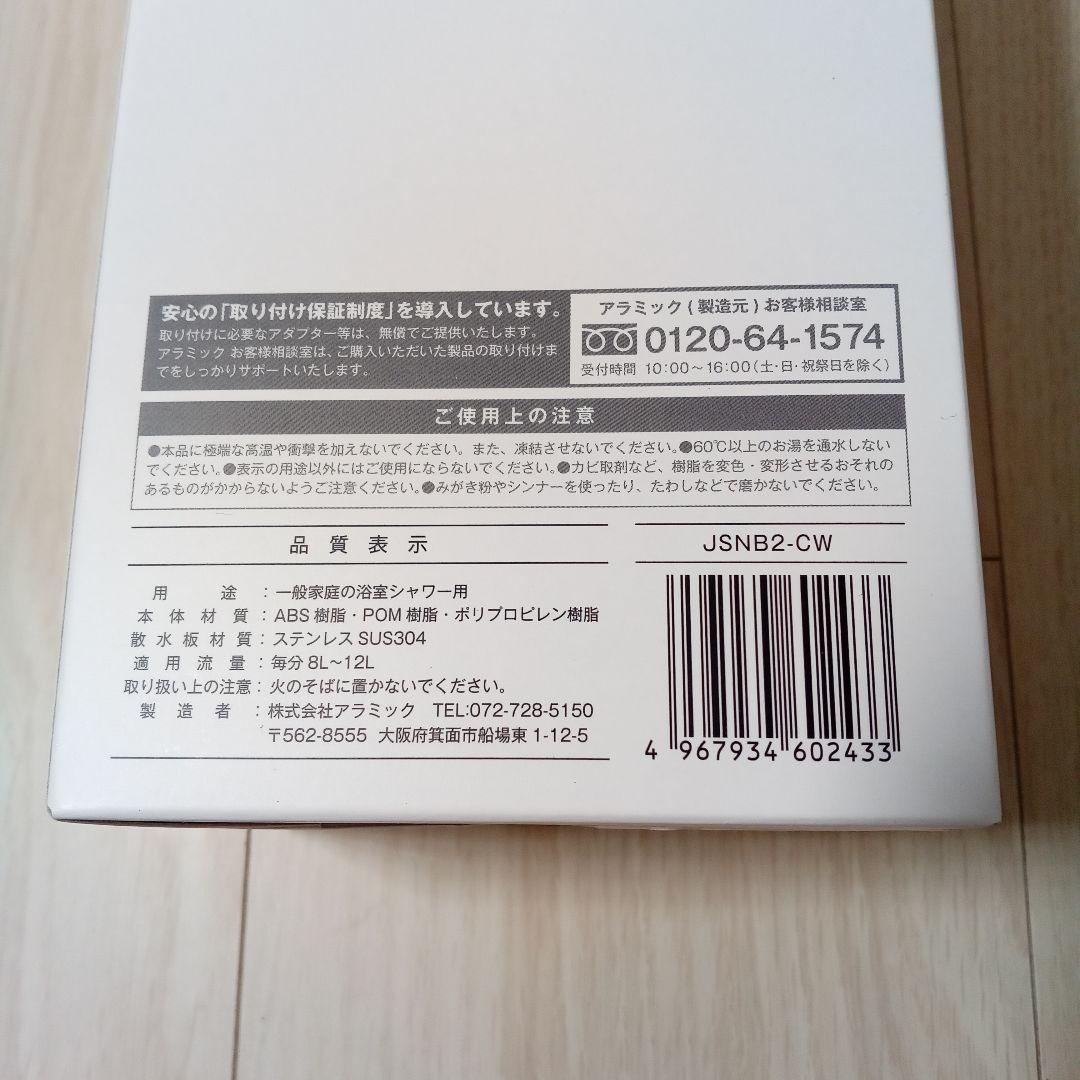 安心の「取り付け保証制度」を導入しています。
取り付けに必要なアダプター等は、無償でご提供いたします。
アラミック お客様相談室は、ご購入いただいた製品の取り付けま
でをしっかりサポートいたします。
アラミック(製造元)お客様相談室
0120-64-1574
受付時間 10:00〜16:00(土・日・祝祭日を除く)
ご使用上の注意
●本品に極端な高温や衝撃を加えないでください。また、凍結させないでください。●60℃以上のお湯を通水しない
でください。●表示の用途以外にはご使用にならないでください。●カビ取剤など、樹脂を変色・変形させるおそれの
あるものがかからないようご注意ください。●みがき粉やシンナーを使ったり、たわしなどで磨かないでください。
品質表示
用途:一般家庭の浴室シャワー用
本体材質:ABS樹脂・POM樹脂・ポリプロピレン樹脂
散水板材質:ステンレスSUS304
適用流量:毎分8L〜12L
取り扱い上の注意:火のそばに置かないでください。
製造者:株式会社アラミック TEL:072-728-5150
〒562-8555 大阪府箕面市船場東1-12-5
JSNB2-CW
4 967934 602433